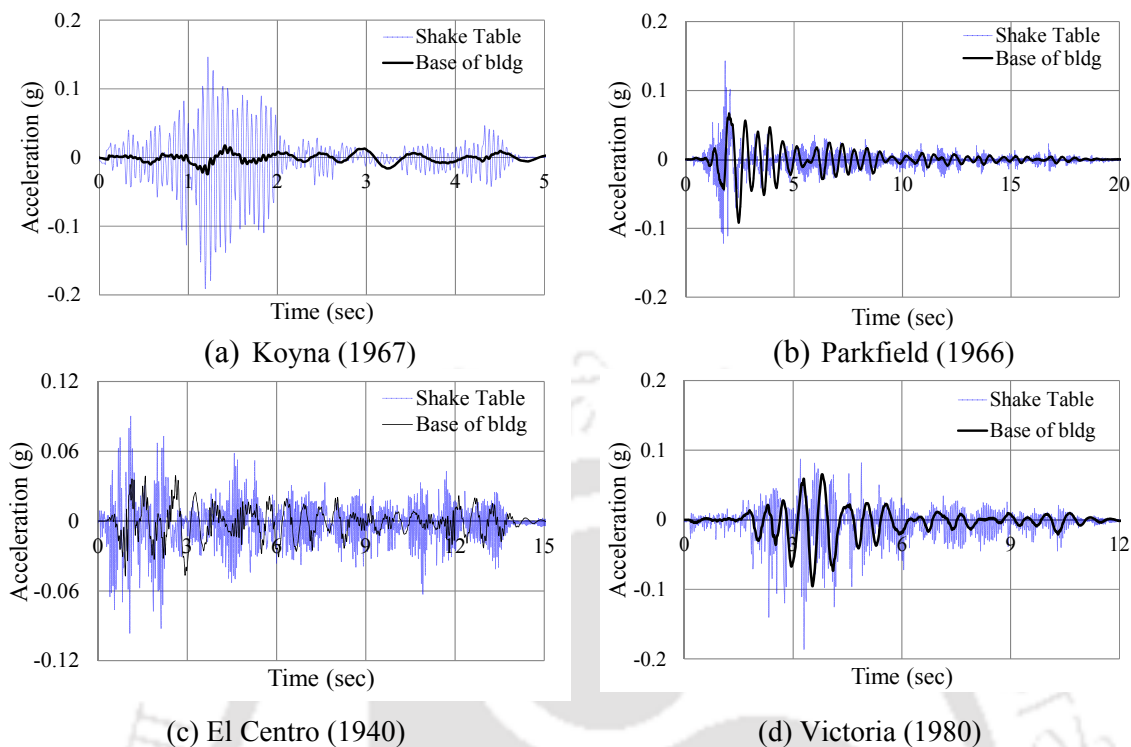 0.2
0.1
0
-0.1
-0.2
Acceleration (g)
Shake Table
Base of bldg
0 1 2 3 4 5
Time (sec)
(a) Koyna (1967)
0.2
0.1
0
-0.1
-0.2
Acceleration (g)
Shake Table
Base of bldg
0 5 10 15 20
Time (sec)
(b) Parkfield (1966)
0.12
0.06
0
-0.06
-0.12
Acceleration (g)
Shake Table
Base of bldg
0 3 6 9 12 15
Time (sec)
(c) El Centro (1940)
0.2
0.1
0
-0.1
-0.2
Acceleration (g)
Shake Table
Base of bldg
0 3 6 9 12
Time (sec)
(d) Victoria (1980)